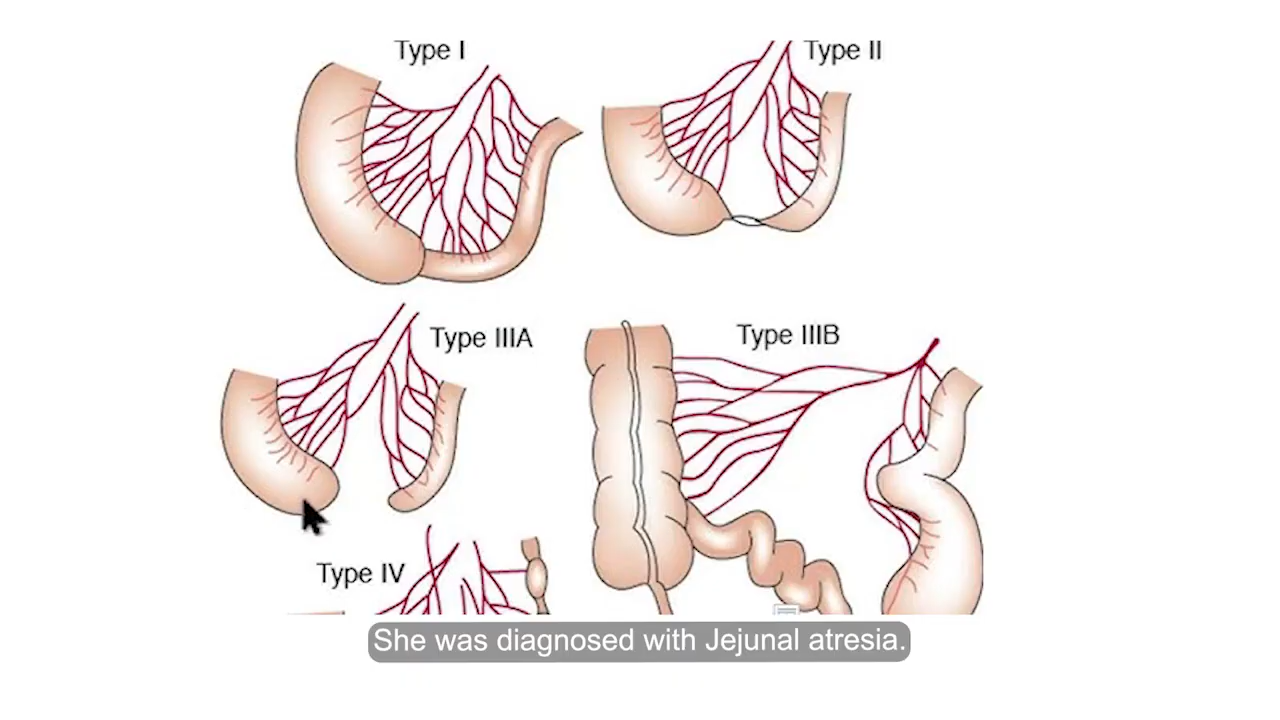 Type I
Type II
Type IIIA
Type IIIB
Type IV
She was diagnosed with Jejunal atresia.